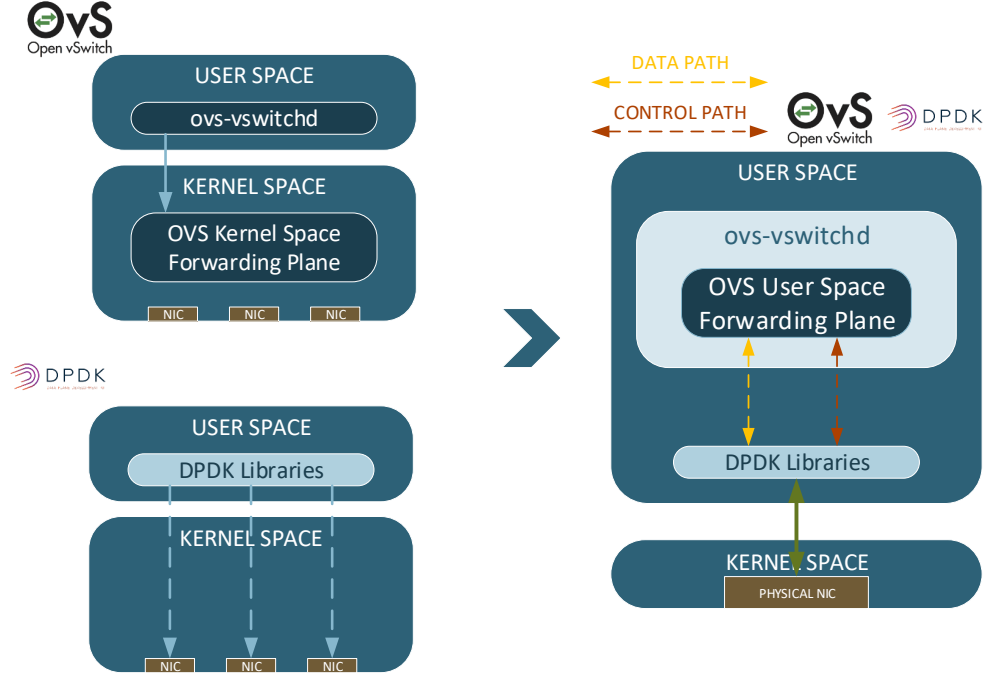 OvS
Open vSwitch
USER SPACE
ovs-vswitchd
KERNEL SPACE
OVS Kernel Space
Forwarding Plane
NIC NIC NIC
DPDK
USER SPACE
DPDK Libraries
KERNEL SPACE
NIC NIC NIC
DATA PATH
CONTROL PATH
OvS
Open vSwitch
DPDK
USER SPACE
ovs-vswitchd
OVS User Space
Forwarding Plane
DPDK Libraries
KERNEL SPACE
PHYSICAL NIC